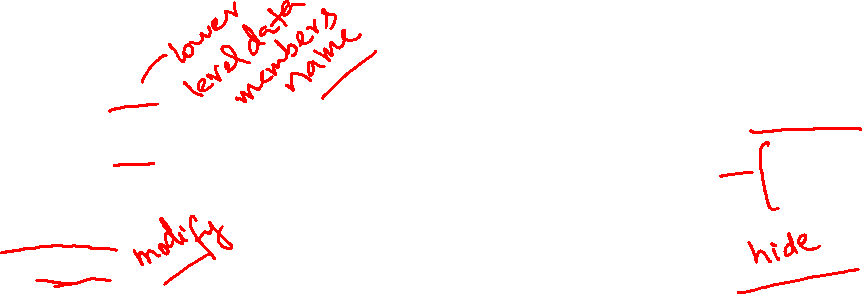 lower
level data
members
name
modify
hide